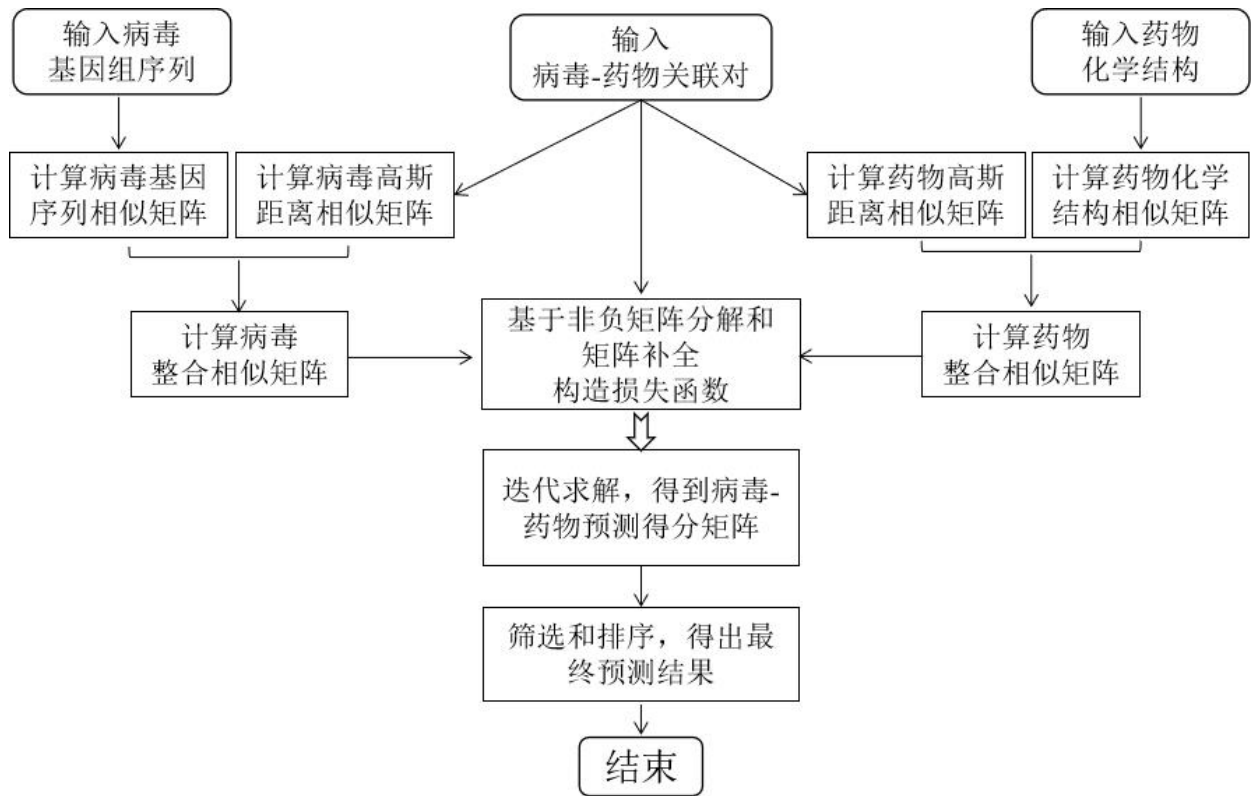 输入病毒
基因组序列
输入
病毒-药物关联对
输入药物
化学结构
计算病毒基因
序列相似矩阵
计算病毒高斯
距离相似矩阵
计算药物高斯
距离相似矩阵
计算药物化学
结构相似矩阵
计算病毒
整合相似矩阵
基于非负矩阵分解和
矩阵补全
构造损失函数
计算药物
整合相似矩阵
迭代求解，得到病毒-
药物预测得分矩阵
筛选和排序，得出最
终预测结果
结束